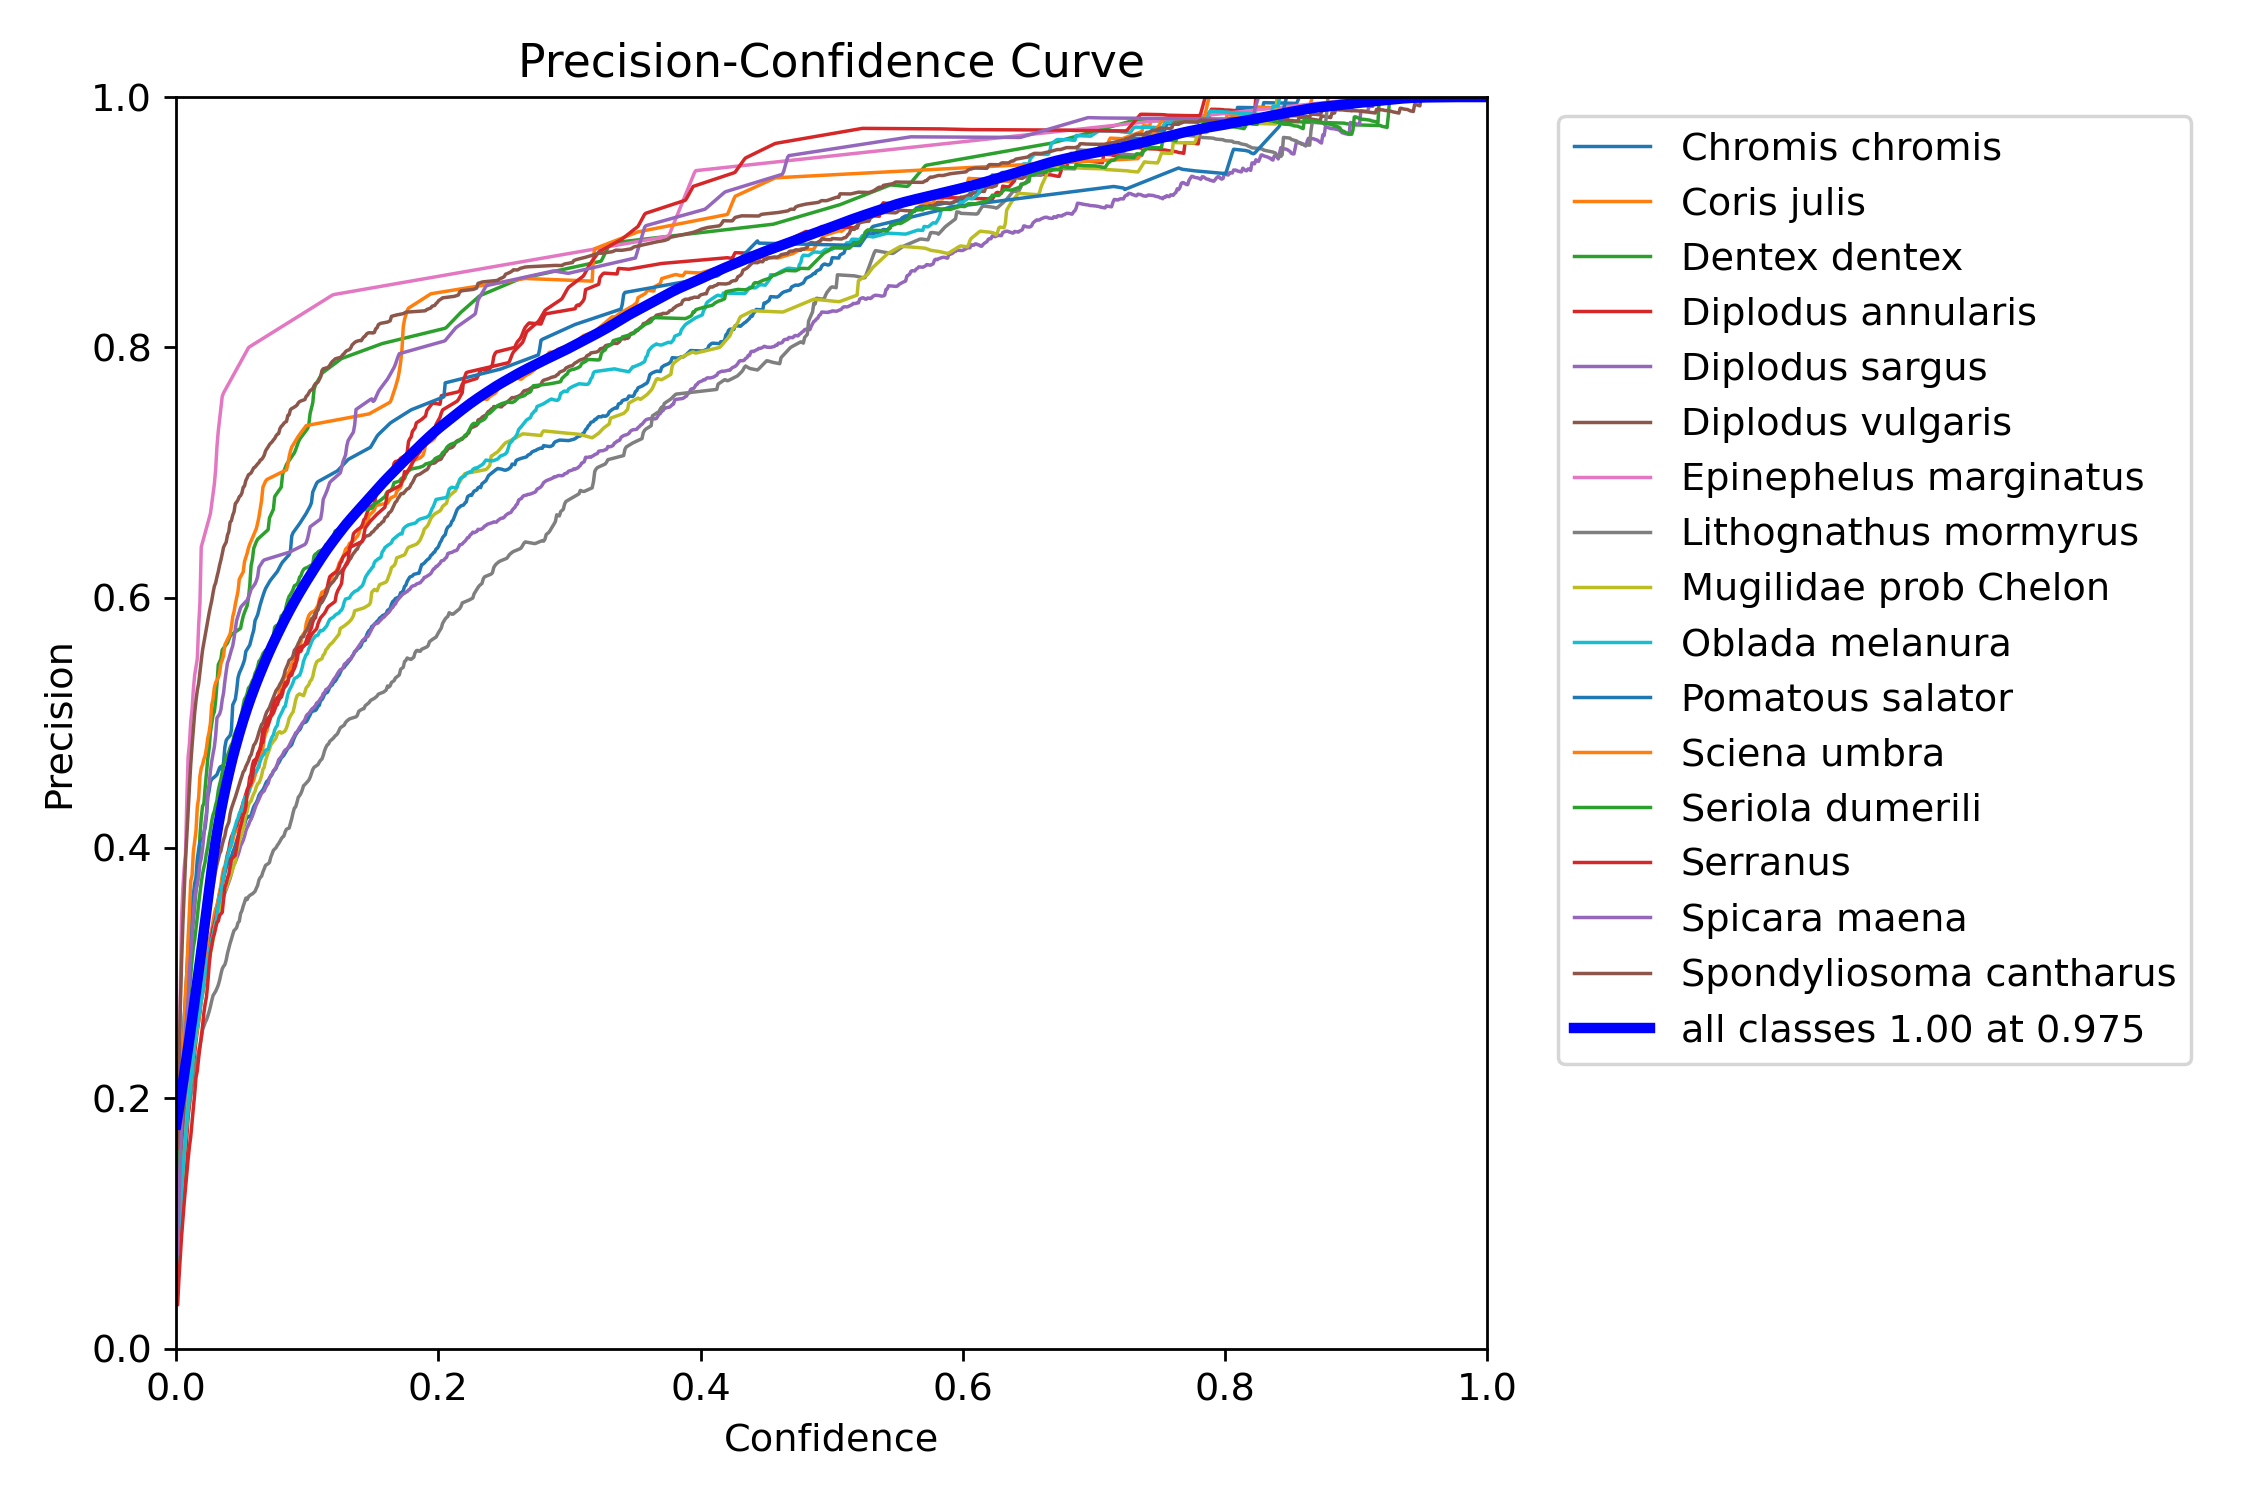 Precision-Confidence Curve
1.0
0.8
0.6
0.4
0.2
0.0
Precision
0.0 0.2 0.4 0.6 0.8 1.0
Confidence
Chromis chromis
Coris julis
Dentex dentex
Diplodus annularis
Diplodus sargus
Diplodus vulgaris
Epinephelus marginatus
Lithognathus mormyrus
Mugilidae prob Chelon
Oblada melanura
Pomatous salator
Sciena umbra
Seriola dumerili
Serranus
Spicara maena
Spondyliosoma cantharus
all classes 1.00 at 0.975